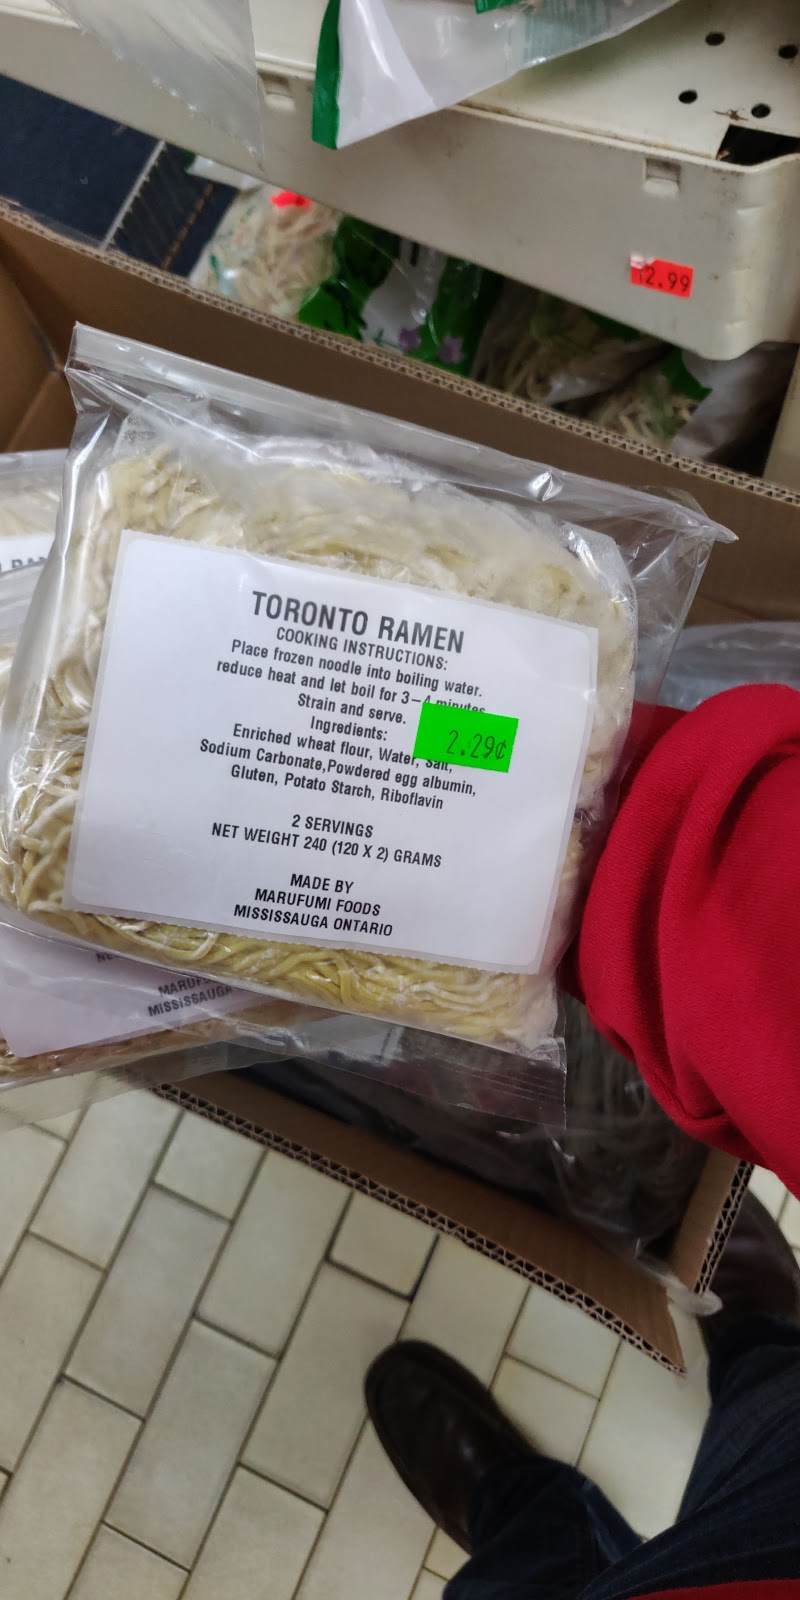 12.99
TORONTO RAMEN
COOKING INSTRUCTIONS:
Place frozen noodle into boiling water.
reduce heat and let boil for 3–4 minutes
Strain and serve.
2.29¢
Ingredients:
Enriched wheat flour, Water, Salt,
Sodium Carbonate,Powdered egg albumin,
Gluten, Potato Starch, Riboflavin
2 SERVINGS
NET WEIGHT 240 (120 X 2) GRAMS
MADE BY
MARUFUMI FOODS
MISSISSAUGA ONTARIO
MISSISSAUGA